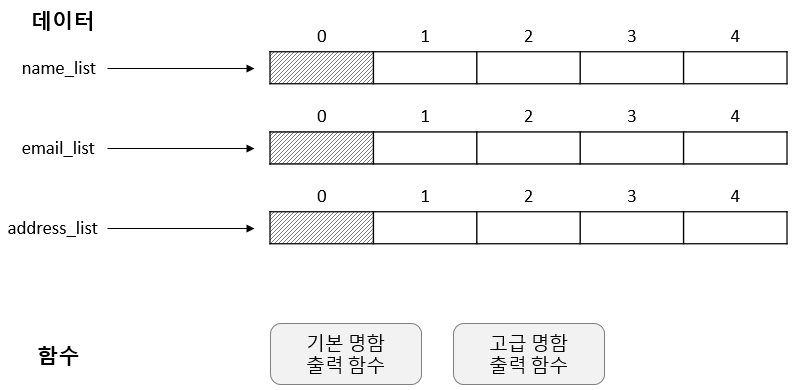 데이터
0 1 2 3 4
name_list
0 1 2 3 4
email_list
0 1 2 3 4
address_list
함수
기본 명함
출력 함수
고급 명함
출력 함수